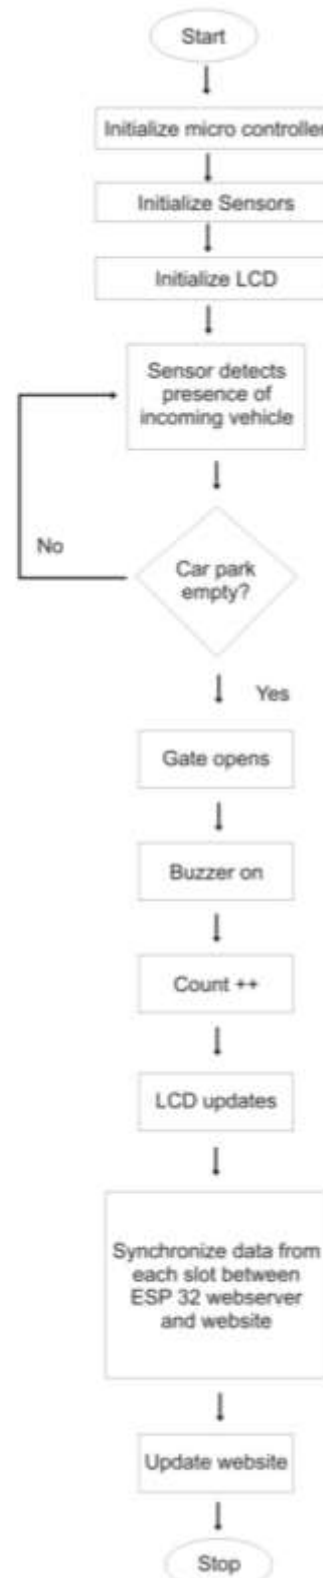 Start
Initialize micro controller
Initialize Sensors
Initialize LCD
Sensor detects
presence of
incoming vehicle
No
Car park
empty?
Yes
Gate opens
Buzzer on
Count ++
LCD updates
Synchronize data from
each slot between
ESP 32 webserver
and website
Update website
Stop